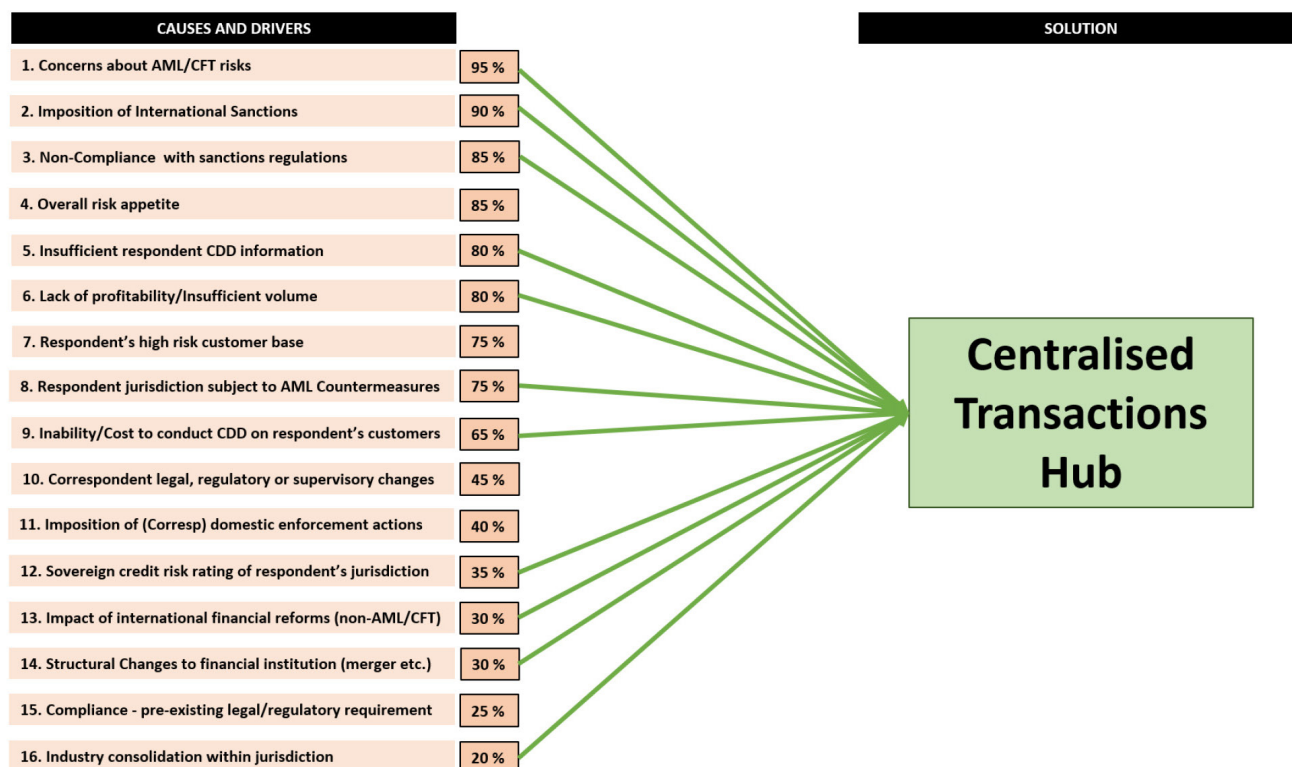 CAUSES AND DRIVERS
SOLUTION
1. Concerns about AML/CFT risks 95 %
2. Imposition of International Sanctions 90 %
3. Non-Compliance with sanctions regulations 85 %
4. Overall risk appetite 85 %
5. Insufficient respondent CDD information 80 %
6. Lack of profitability/Insufficient volume 80 %
7. Respondent’s high risk customer base 75 %
8. Respondent jurisdiction subject to AML Countermeasures 75 %
9. Inability/Cost to conduct CDD on respondent’s customers 65 %
10. Correspondent legal, regulatory or supervisory changes 45 %
11. Imposition of (Corresp) domestic enforcement actions 40 %
12. Sovereign credit risk rating of respondent’s jurisdiction 35 %
13. Impact of international financial reforms (non-AML/CFT) 30 %
14. Structural Changes to financial institution (merger etc.) 30 %
15. Compliance - pre-existing legal/regulatory requirement 25 %
16. Industry consolidation within jurisdiction 20 %
Centralised
Transactions
Hub